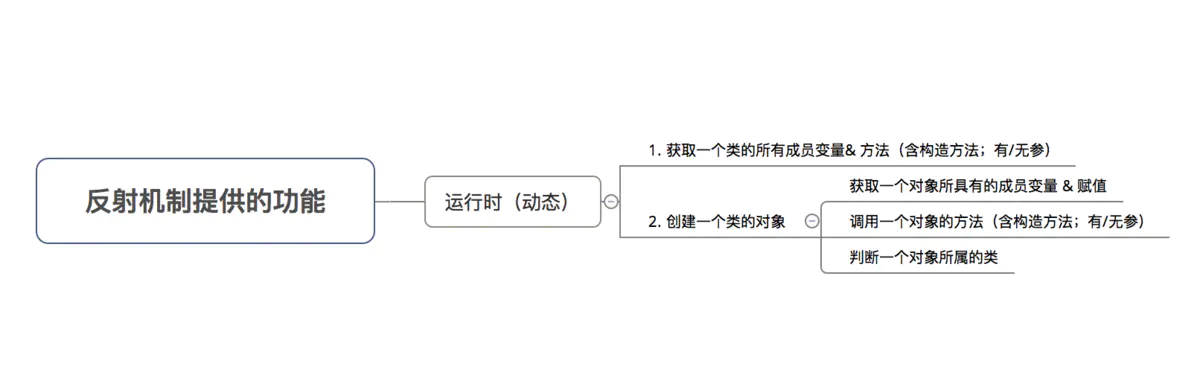 反射机制提供的功能
运行时（动态）
1. 获取一个类的所有成员变量& 方法（含构造方法；有/无参）
2. 创建一个类的对象
获取一个对象所具有的成员变量 & 赋值
调用一个对象的方法（含构造方法；有/无参）
判断一个对象所属的类